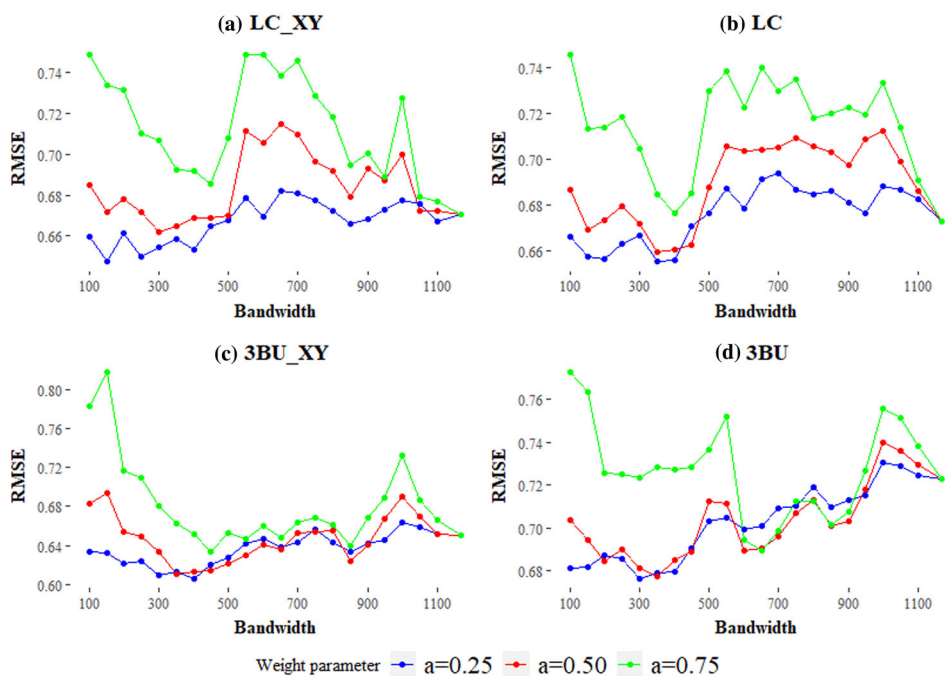 (a) LC_XY
(b) LC
RMSE
0.74
0.72
0.70
0.68
0.66
100 300 500 700 900 1100
Bandwidth
RMSE
0.74
0.72
0.70
0.68
0.66
100 300 500 700 900 1100
Bandwidth
(c) 3BU_XY
(d) 3BU
RMSE
0.80
0.76
0.72
0.68
0.64
0.60
100 300 500 700 900 1100
Bandwidth
RMSE
0.76
0.74
0.72
0.70
0.68
100 300 500 700 900 1100
Bandwidth
Weight parameter a=0.25 a=0.50 a=0.75